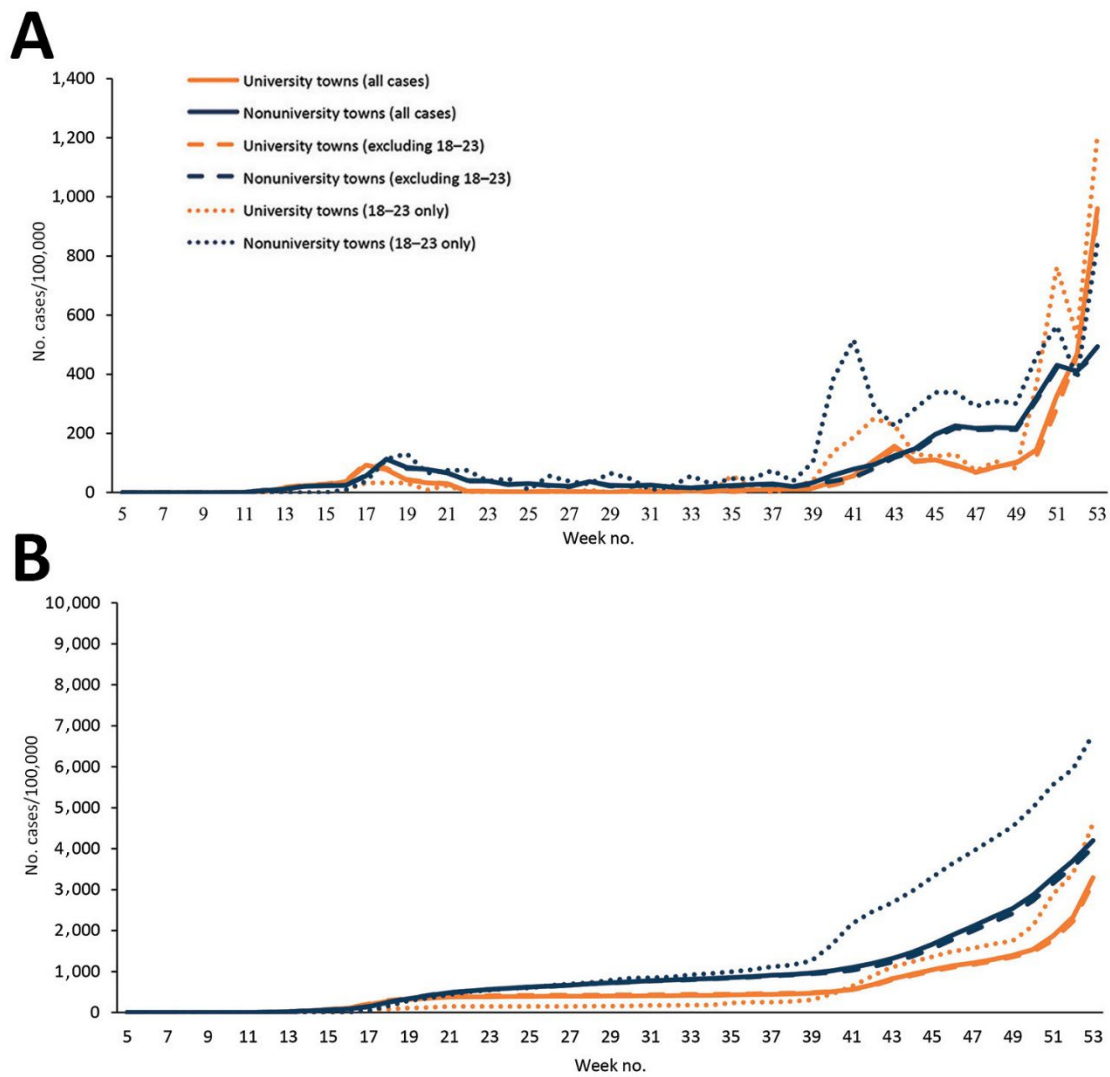 A
1,400
1,200
1,000
800
600
400
200
0
No. cases/100,000
University towns (all cases)
Nonuniversity towns (all cases)
University towns (excluding 18–23)
Nonuniversity towns (excluding 18–23)
University towns (18–23 only)
Nonuniversity towns (18–23 only)
5 7 9 11 13 15 17 19 21 23 25 27 29 31 33 35 37 39 41 43 45 47 49 51 53
Week no.
B
10,000
9,000
8,000
7,000
6,000
5,000
4,000
3,000
2,000
1,000
0
No. cases/100,000
5 7 9 11 13 15 17 19 21 23 25 27 29 31 33 35 37 39 41 43 45 47 49 51 53
Week no.